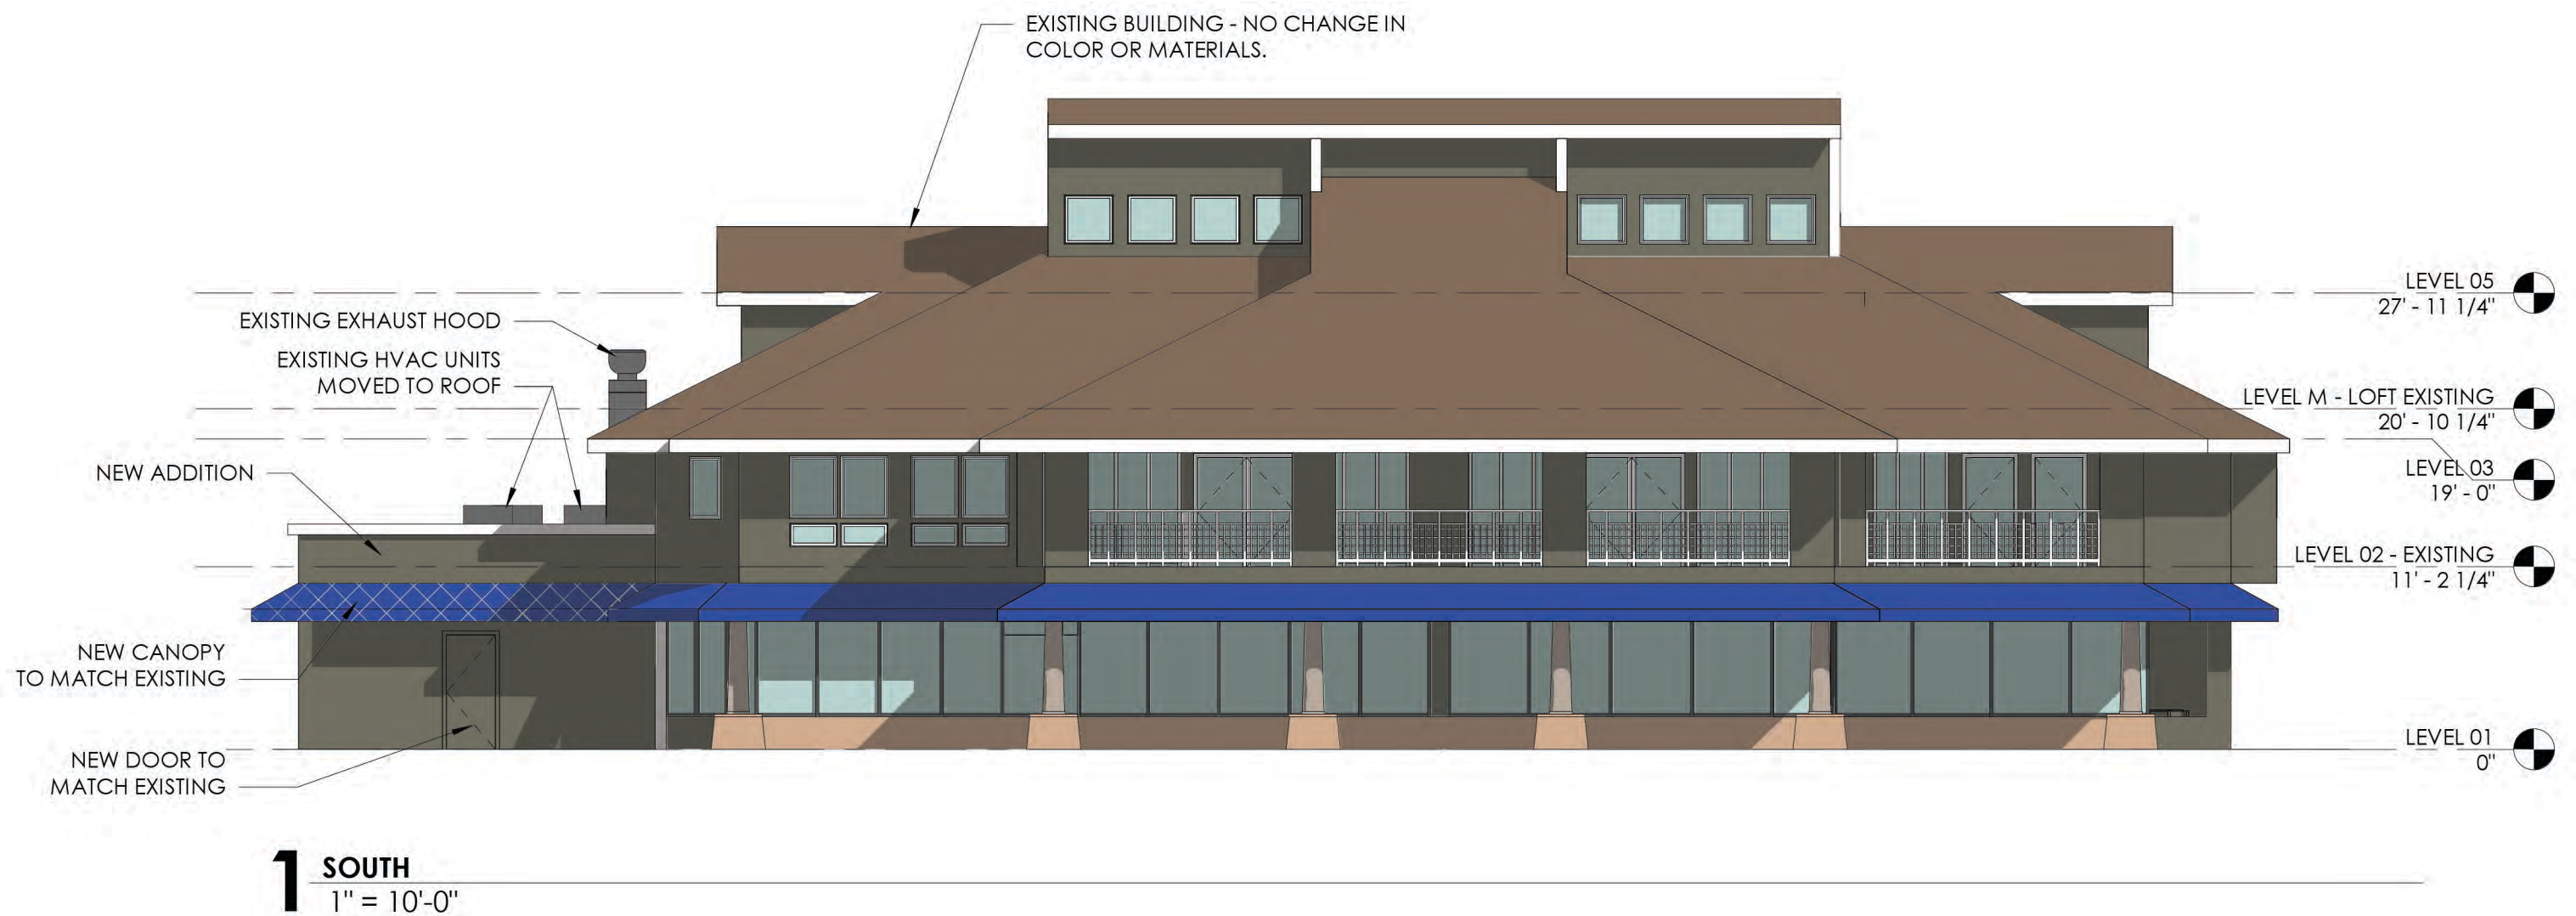 EXISTING BUILDING - NO CHANGE IN
COLOR OR MATERIALS.
EXISTING EXHAUST HOOD
EXISTING HVAC UNITS
MOVED TO ROOF
NEW ADDITION
NEW CANOPY
TO MATCH EXISTING
NEW DOOR TO
MATCH EXISTING
LEVEL 05
27' - 11 1/4"
LEVEL M - LOFT EXISTING
20' - 10 1/4"
LEVEL 03
19' - 0"
LEVEL 02 - EXISTING
11' - 2 1/4"
LEVEL 01
0"
1 SOUTH
1" = 10'-0"